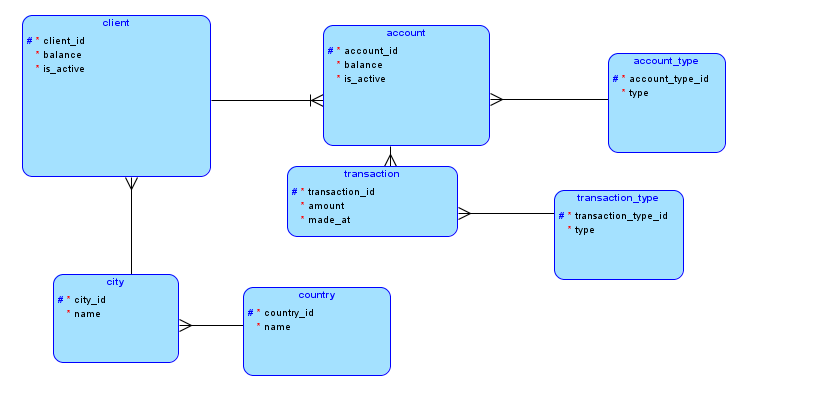 client
# * client_id
* balance
* is_active
account
# * account_id
* balance
* is_active
account_type
# * account_type_id
* type
transaction
# * transaction_id
* amount
* made_at
transaction_type
# * transaction_type_id
* type
city
# * city_id
* name
country
# * country_id
* name